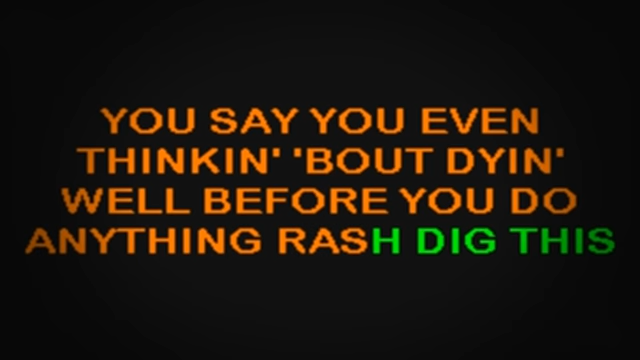 YOU SAY YOU EVEN
THINKIN' 'BOUT DYIN'
WELL BEFORE YOU DO
ANYTHING RASH DIG THIS